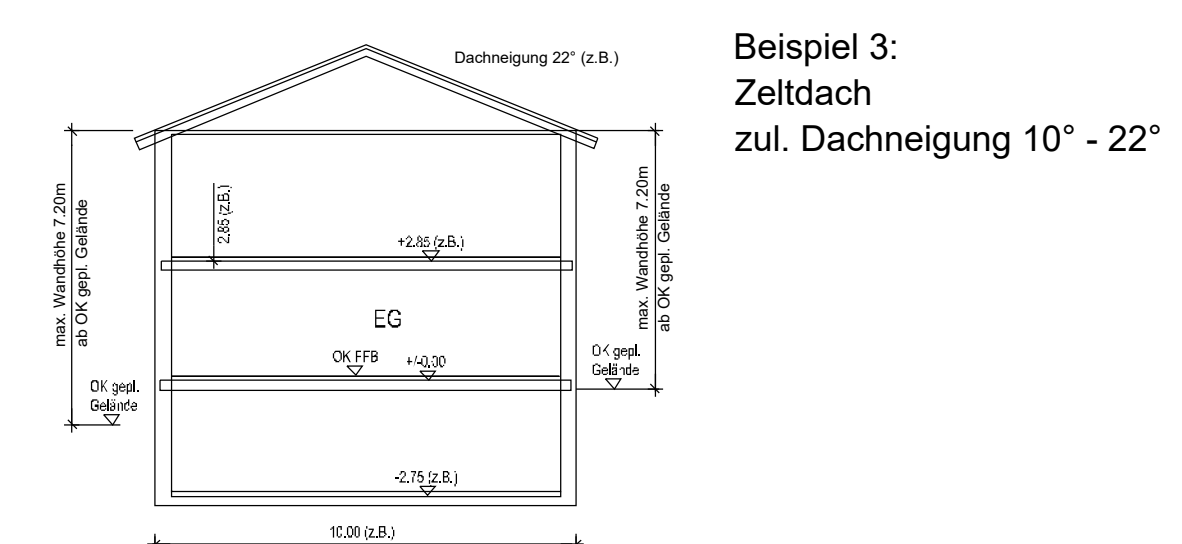 Dachneigung 22° (z.B.)
Beispiel 3:
Zeltdach
zul. Dachneigung 10° - 22°
max. Wandhöhe 7.20m
ab OK gepl. Gelände
2.85 (z.B.)
+2.85 (z.B.)
max. Wandhöhe 7.20m
ab OK gepl. Gelände
EG
OK FFB
+/-0.00
OK gepl.
Gelände
OK gepl.
Gelände
-2.75 (z.B.)
10.00 (z.B.)